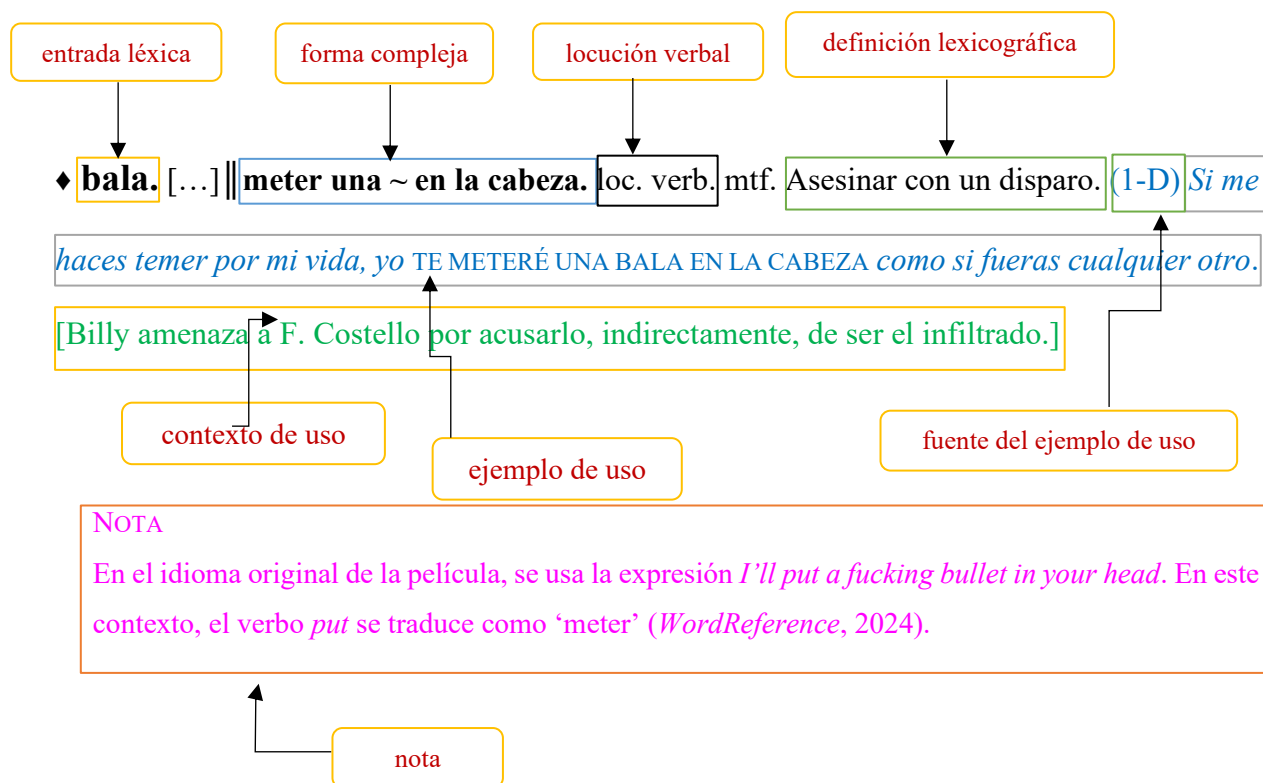 entrada léxica
forma compleja
locución verbal
definición lexicográfica
♦ bala. […] ‖ meter una ~ en la cabeza. loc. verb. mtf. Asesinar con un disparo. (1-D) Si me
haces temer por mi vida, yo TE METERÉ UNA BALA EN LA CABEZA como si fueras cualquier otro.
[Billy amenaza a F. Costello por acusarlo, indirectamente, de ser el infiltrado.]
contexto de uso
ejemplo de uso
fuente del ejemplo de uso
NOTA
En el idioma original de la película, se usa la expresión I’ll put a fucking bullet in your head. En este
contexto, el verbo put se traduce como ‘meter’ (WordReference, 2024).
nota